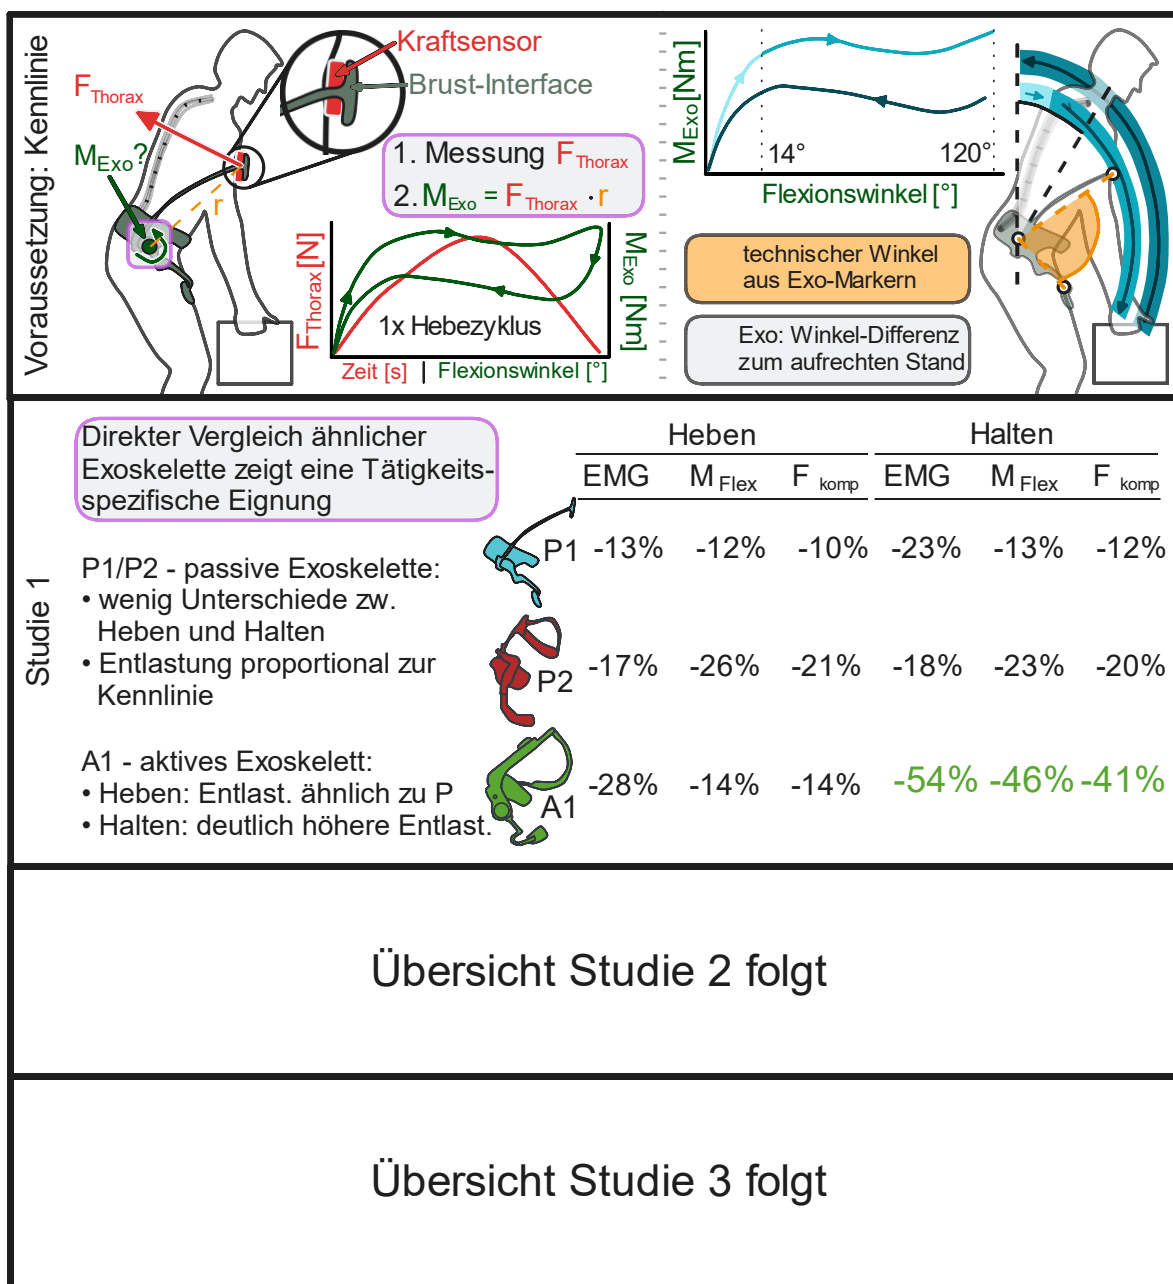 Voraussetzung: Kennlinie
Kraftsensor
Brust-Interface
F Thorax
M Exo ?
r
1. Messung F Thorax
2. M Exo = F Thorax · r
F Thorax [N]
M Exo [Nm]
1x Hebezyklus
Zeit [s] | Flexionswinkel [°]
M Exo [Nm]
14°
120°
Flexionswinkel [°]
technischer Winkel
aus Exo-Markern
Exo: Winkel-Differenz
zum aufrechten Stand
Studie 1
Direkter Vergleich ähnlicher
Exoskelette zeigt eine Tätigkeits-
spezifische Eignung
P1/P2 - passive Exoskelette:
• wenig Unterschiede zw.
Heben und Halten
• Entlastung proportional zur
Kennlinie
A1 - aktives Exoskelett:
• Heben: Entlast. ähnlich zu P
• Halten: deutlich höhere Entlast.
Heben Halten
EMG M Flex F komp EMG M Flex F komp
P1 -13% -12% -10% -23% -13% -12%
P2 -17% -26% -21% -18% -23% -20%
A1 -28% -14% -14% -54% -46% -41%
Übersicht Studie 2 folgt
Übersicht Studie 3 folgt